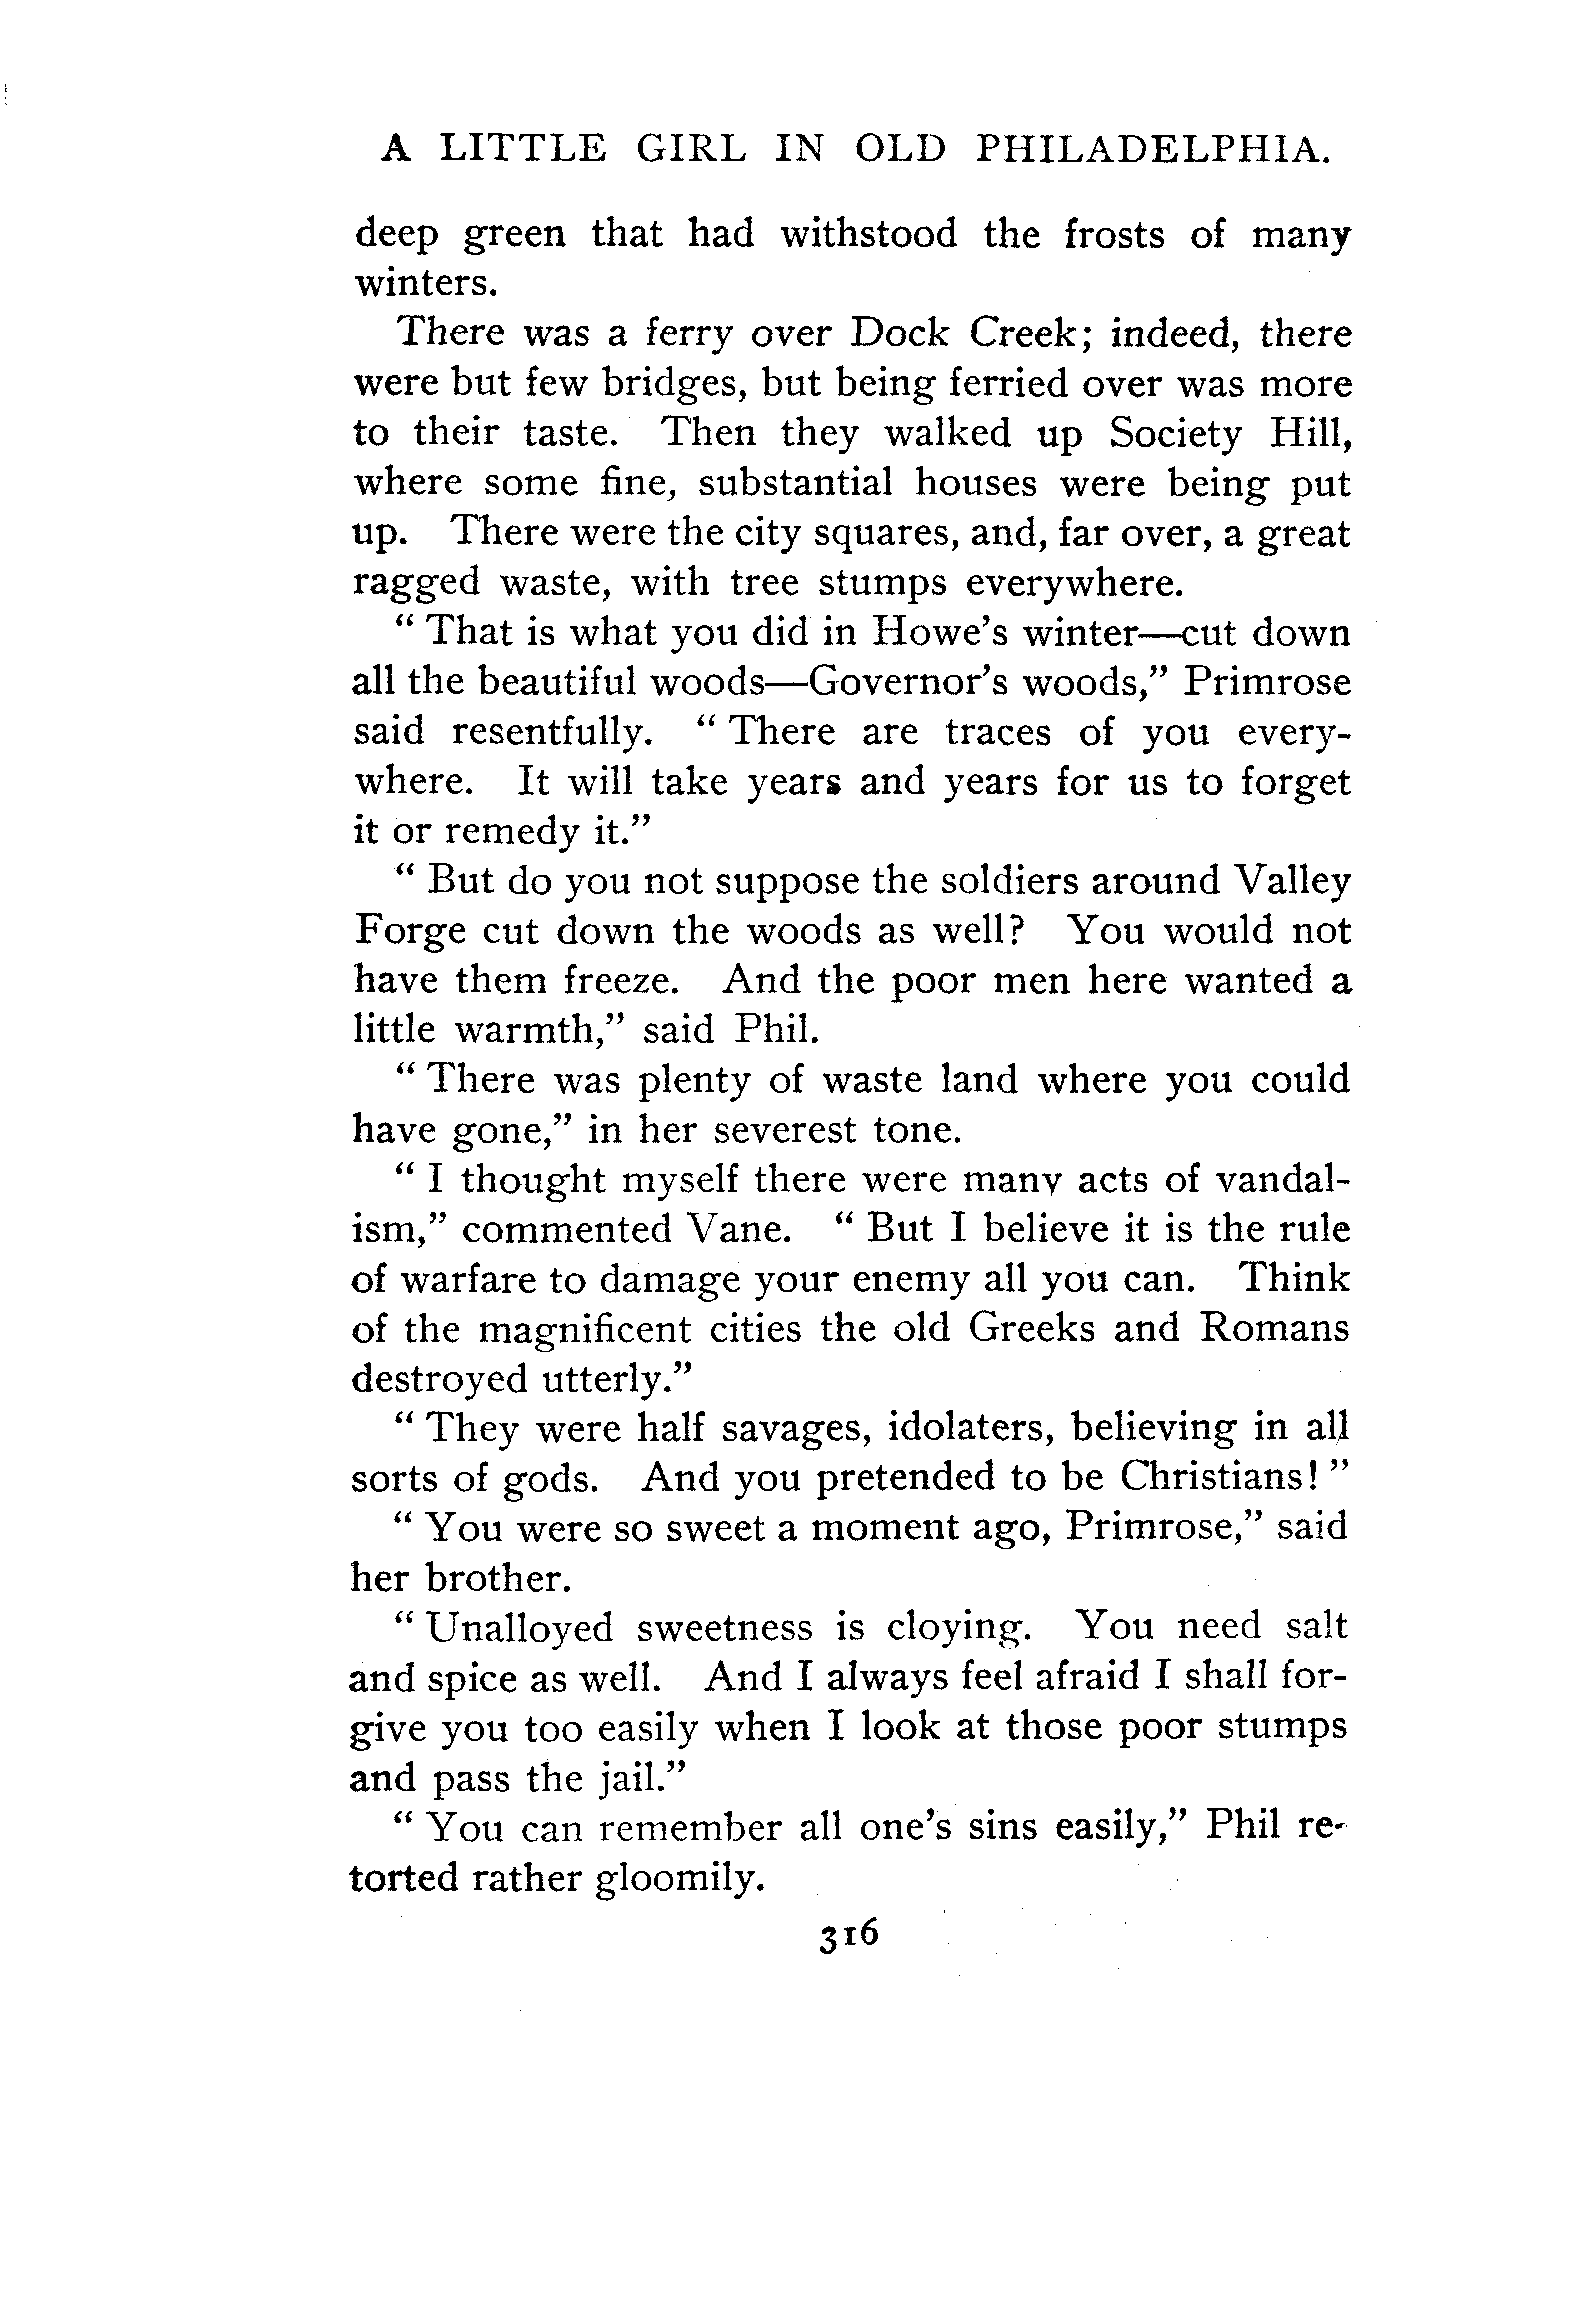 A LITTLE GIRL IN OLD PHILADELPHIA.
deep green that had withstood the frosts of many
winters.
There was a ferry over Dock Creek; indeed, there
were but few bridges, but being ferried over was more
to their taste. Then they walked up Society Hill,
where some fine, substantial houses were being put
up. There were the city squares, and, far over, a great
ragged waste, with tree stumps everywhere.
“ That is what you did in Howe’s winter—cut down
all the beautiful woods—Governor’s woods,” Primrose
said resentfully. “ There are traces of you every-
where. It will take years and years for us to forget
it or remedy it.”
“ But do you not suppose the soldiers around Valley
Forge cut down the woods as well? You would not
have them freeze. And the poor men here wanted a
little warmth,” said Phil.
“ There was plenty of waste land where you could
have gone,” in her severest tone.
“ I thought myself there were many acts of vandal-
ism,” commented Vane. “ But I believe it is the rule
of warfare to damage your enemy all you can. Think
of the magnificent cities the old Greeks and Romans
destroyed utterly.”
“ They were half savages, idolaters, believing in all
sorts of gods. And you pretended to be Christians! ”
“ You were so sweet a moment ago, Primrose,” said
her brother.
“ Unalloyed sweetness is cloying. You need salt
and spice as well. And I always feel afraid I shall for-
give you too easily when I look at those poor stumps
and pass the jail.”
“ You can remember all one’s sins easily,” Phil re-
torted rather gloomily.
316